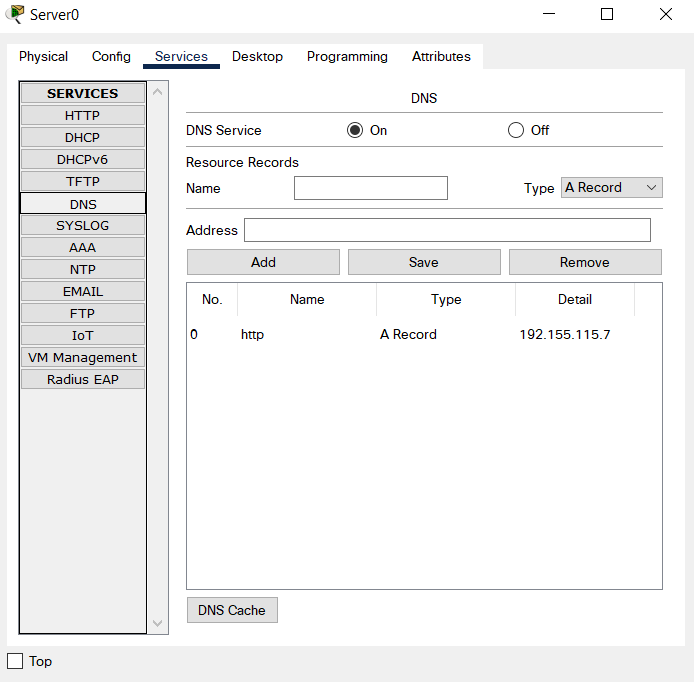 Server0
Physical Config Services Desktop Programming Attributes
SERVICES
HTTP
DHCP
DHCPv6
TFTP
DNS
SYSLOG
AAA
NTP
EMAIL
FTP
IoT
VM Management
Radius EAP
DNS
DNS Service On Off
Resource Records
Name Type A Record
Address
Add Save Remove
No. Name Type Detail
0 http A Record 192.155.115.7
DNS Cache
Top